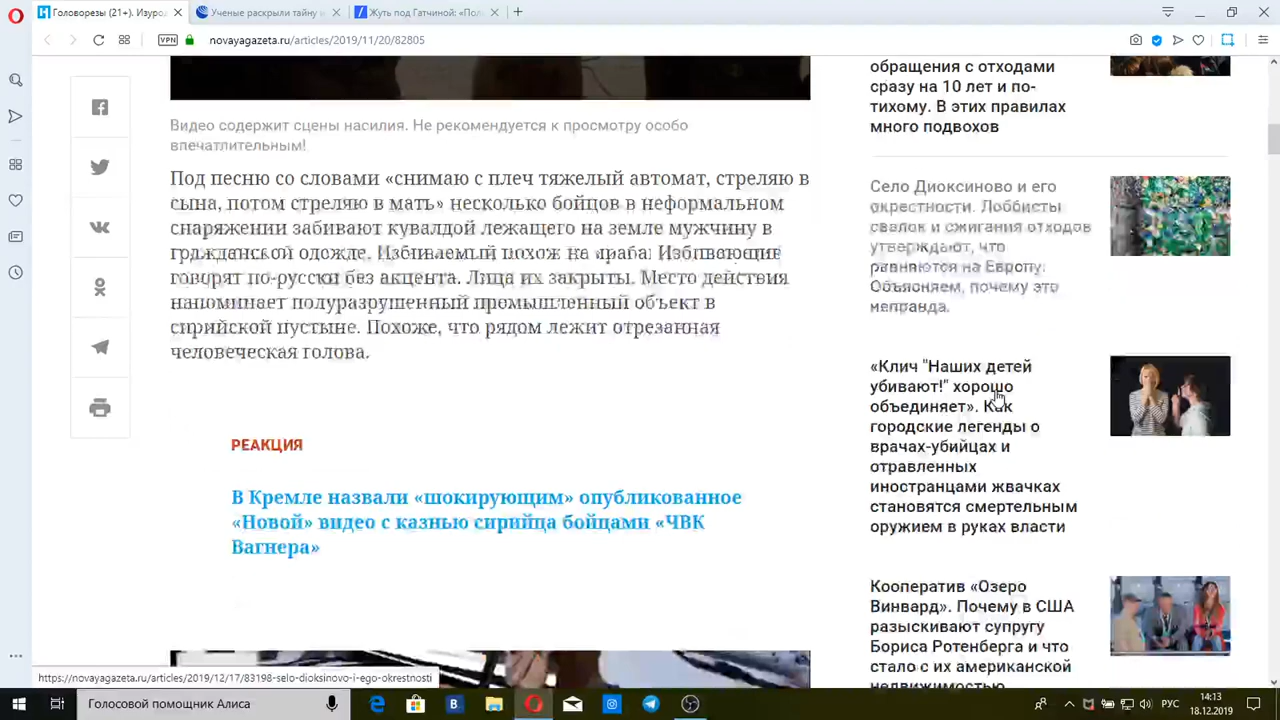 Головорезы (21+). Изурод
Ученые раскрыли тайну
Жуть под Гатчиной: «Пол
VPN
novayagazeta.ru/articles/2019/11/20/82805
Видео содержит сцены насилия. Не рекомендуется к просмотру особо
впечатлительным!
Под песню со словами «снимаю с плеч тяжелый автомат, стреляю в
сына, потом стреляю в мать» несколько бойцов в неформальном
снаряжении забивают кувалдой лежащего на земле мужчину в
гражданской одежде. Избиваемый похож на араба. Избивающие
говорят по-русски без акцента. Лица их закрыты. Место действия
напоминает полуразрушенный промышленный объект в
сирийской пустыне. Похоже, что рядом лежит отрезанная
человеческая голова.
РЕАКЦИЯ
В Кремле назвали «шокирующим» опубликованное
«Новой» видео с казнью сирийца бойцами «ЧВК
Вагнера»
обращения с отходами
сразу на 10 лет и по-
тихому. В этих правилах
много подвохов
Село Диоксиново и его
окрестности. Лоббисты
свалок и сжигания отходов
утверждают, что
равняются на Европу.
Объясняем, почему это
неправда.
«Клич "Наших детей
убивают!" хорошо
объединяет». Как
городские легенды о
врачах-убийцах и
отравленных
иностранцами жвачках
становятся смертельным
оружием в руках власти
Кооператив «Озеро
Винвард». Почему в США
разыскивают супругу
Бориса Ротенберга и что
стало с их американской
недвижимостью
https://novayagazeta.ru/articles/2019/12/17/83198-selo-dioksinovo-i-ego-okrestnosti
Голосовой помощник Алиса
РУС
14:13
18.12.2019